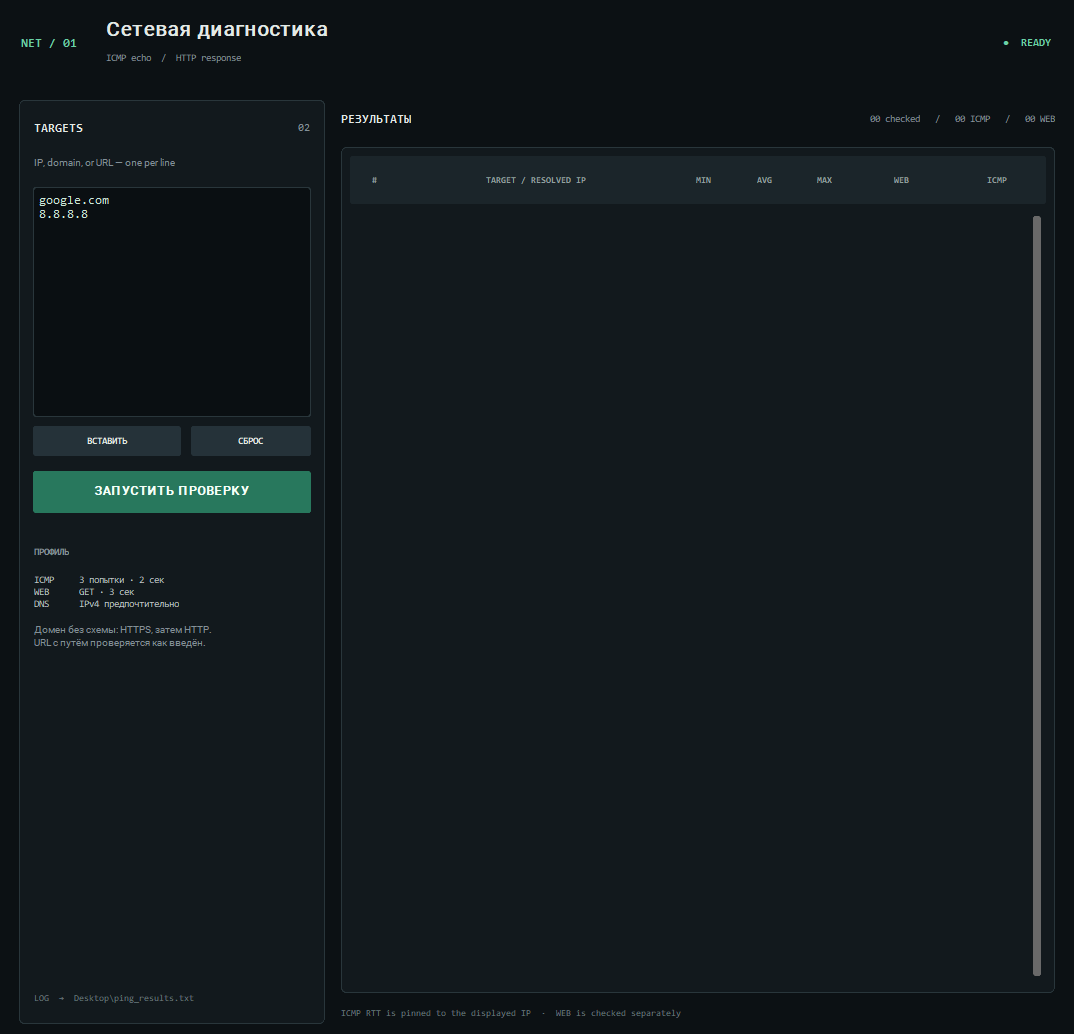 NET / 01
Сетевая диагностика
ICMP echo / HTTP response
● READY
TARGETS 02
IP, domain, or URL — one per line
google.com
8.8.8.8
ВСТАВИТЬ СБРОС
ЗАПУСТИТЬ ПРОВЕРКУ
ПРОФИЛЬ
ICMP 3 попытки · 2 сек
WEB GET · 3 сек
DNS IPv4 предпочтительно
Домен без схемы: HTTPS, затем HTTP.
URL с путём проверяется как введён.
LOG → Desktop\ping_results.txt
РЕЗУЛЬТАТЫ 00 checked / 00 ICMP / 00 WEB
# TARGET / RESOLVED IP MIN AVG MAX WEB ICMP
ICMP RTT is pinned to the displayed IP · WEB is checked separately